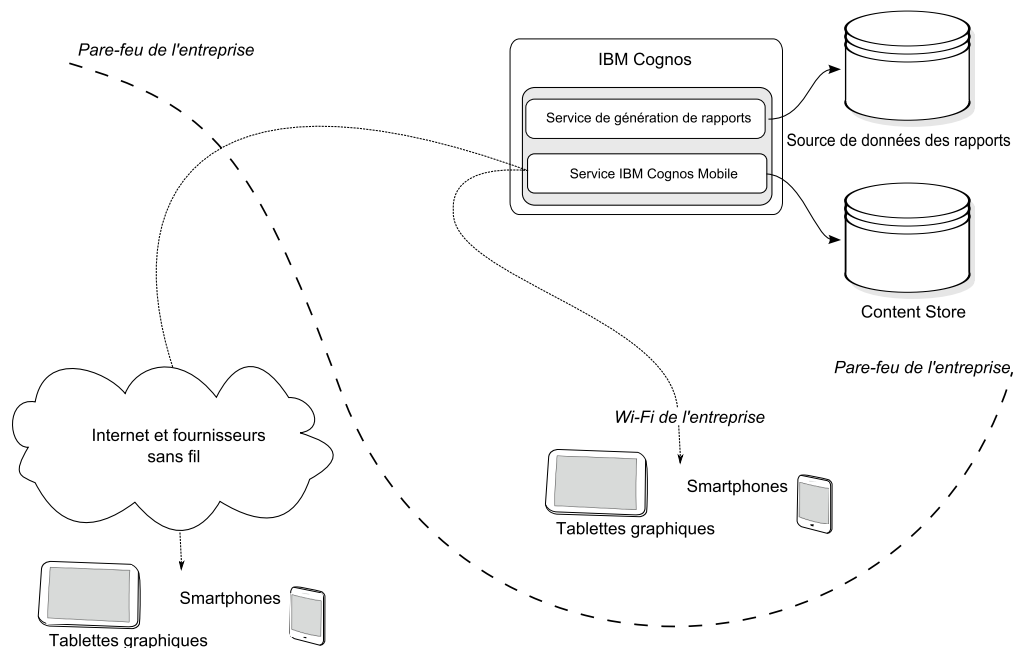 Pare-feu de l'entreprise
IBM Cognos
Service de génération de rapports
Source de données des rapports
Service IBM Cognos Mobile
Content Store
Pare-feu de l'entreprise
Wi-Fi de l'entreprise
Internet et fournisseurs
sans fil
Smartphones
Tablettes graphiques
Smartphones
Tablettes graphiques